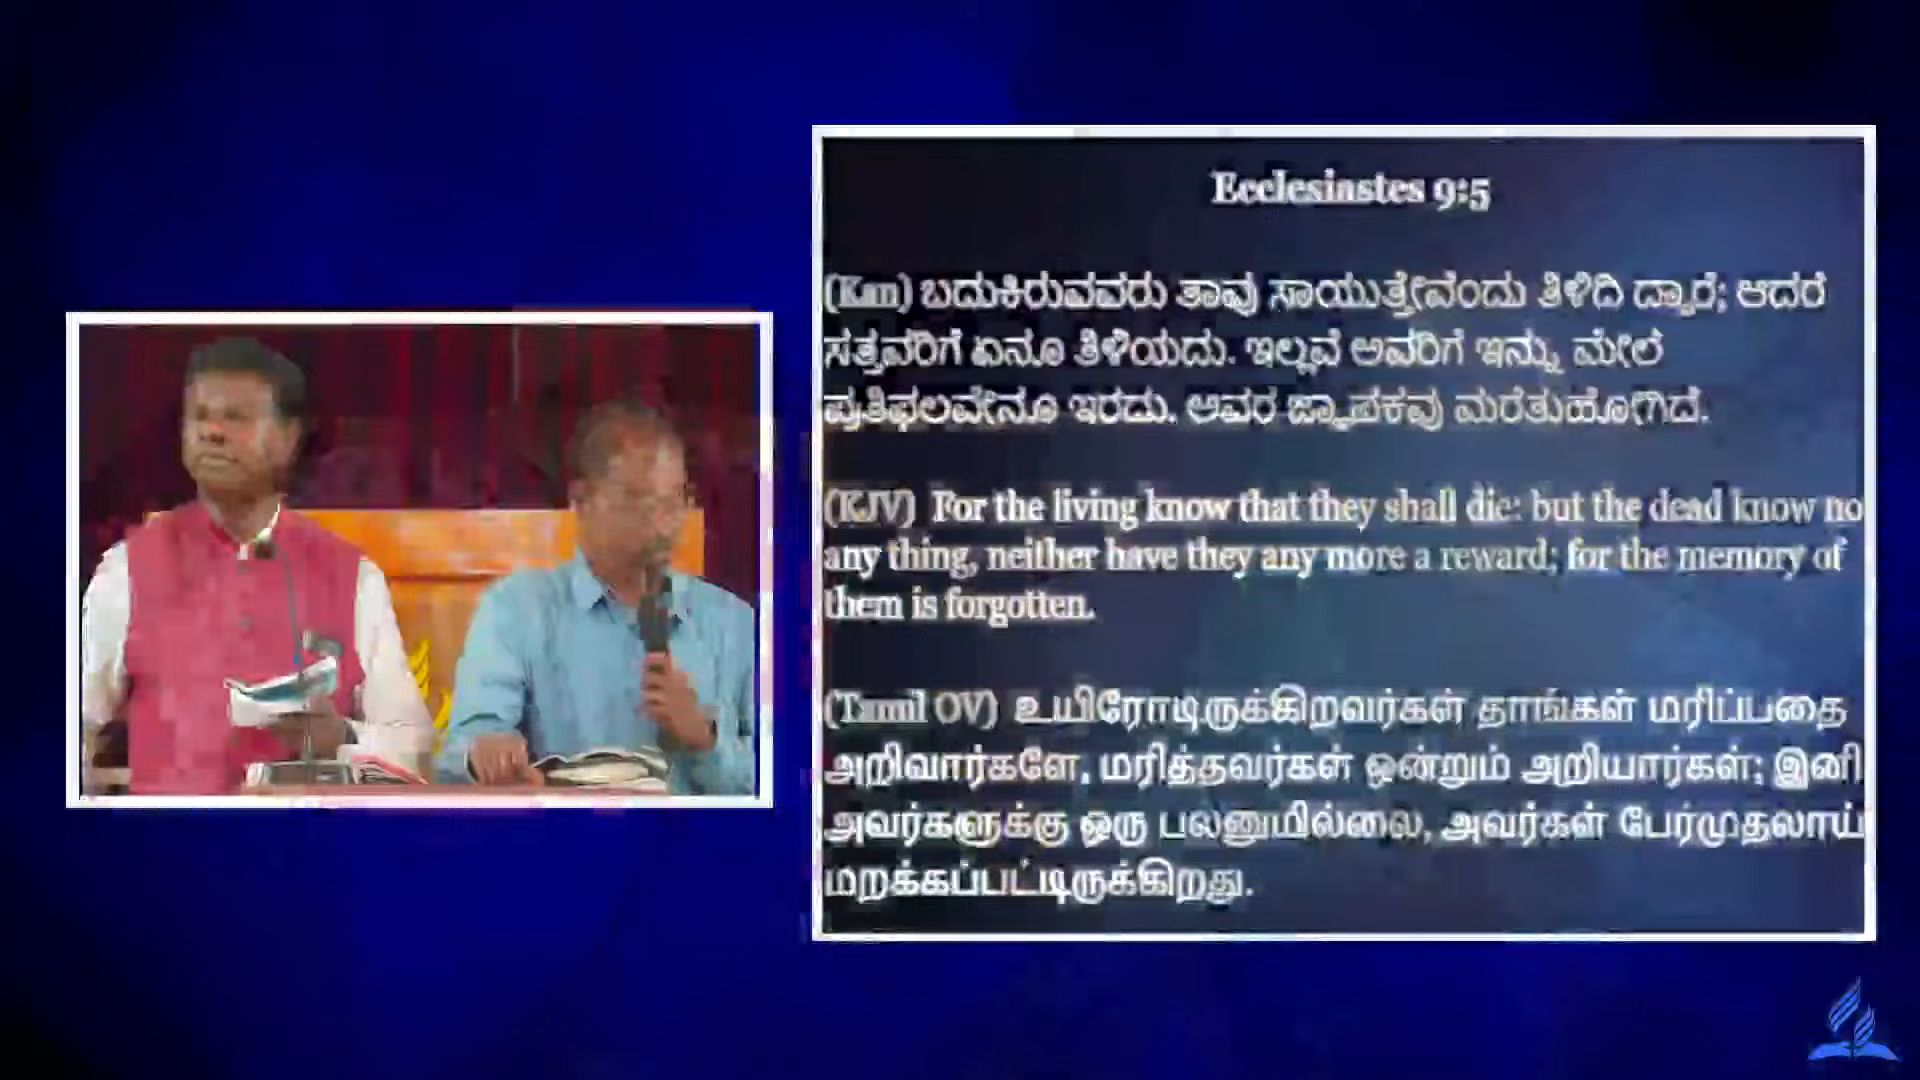 Ecclesiastes 9:5
(Kan) ಬದುಕಿರುವವರು ತಾವು ಸಾಯುತ್ತೇವೆಂದು ತಿಳಿದಿ ದ್ದಾರೆ; ಆದರೆ
ಸತ್ತವರಿಗೆ ಏನೂ ತಿಳಿಯದು. ಇಲ್ಲವೆ ಅವರಿಗೆ ಇನ್ನು ಮೇಲೆ
ಪ್ರತಿಫಲವೇನೂ ಇರದು. ಅವರ ಜ್ಞಾಪಕವು ಮರೆತುಹೋಗಿದೆ.
(KJV) For the living know that they shall die: but the dead know no
any thing, neither have they any more a reward; for the memory of
them is forgotten.
(Tamil OV) உயிரோடிருக்கிறவர்கள் தாங்கள் மரிப்பதை
அறிவார்களே, மரித்தவர்கள் ஒன்றும் அறியார்கள்; இனி
அவர்களுக்கு ஒரு பலனுமில்லை, அவர்கள் பேர்முதலாய்
மறக்கப்பட்டிருக்கிறது.